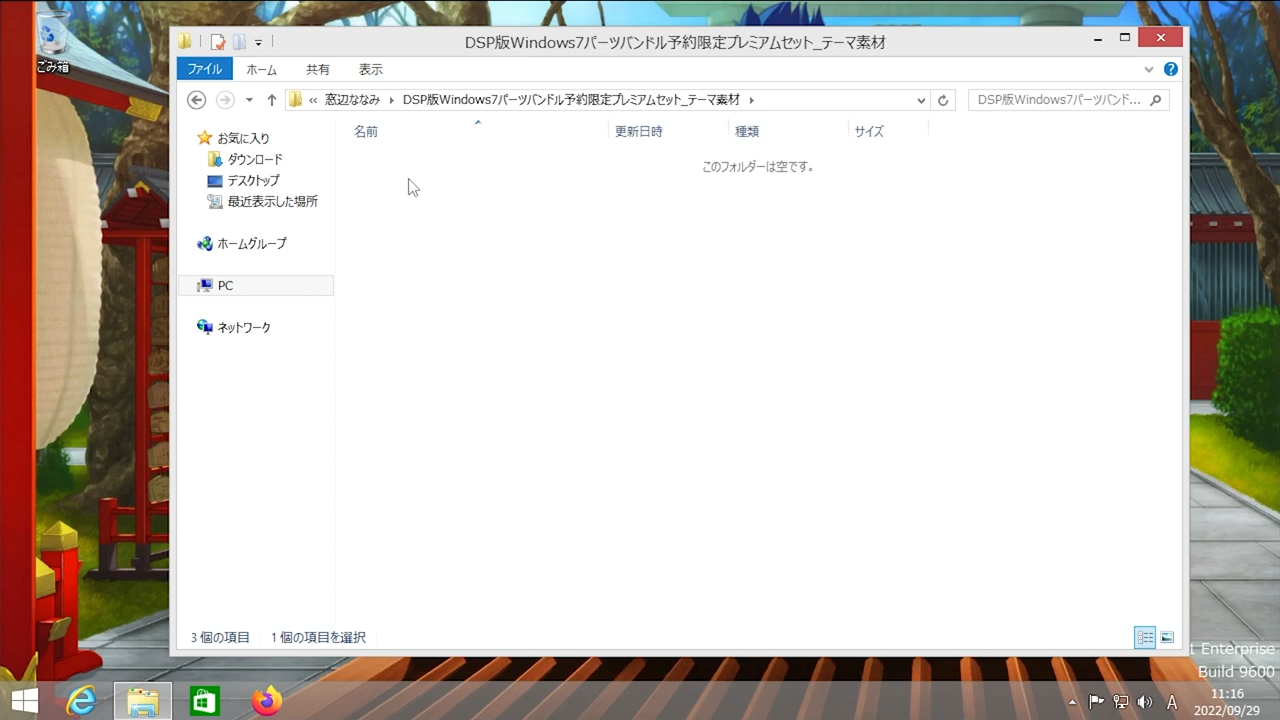 ごみ箱
DSP版Windows7パーツバンドル予約限定プレミアムセット_テーマ素材
ファイル ホーム 共有 表示
« 窓辺ななみ DSP版Windows7パーツバンドル予約限定プレミアムセット_テーマ素材
DSP版Windows7パーツバンド...
名前 更新日時 種類 サイズ
このフォルダーは空です。
お気に入り
ダウンロード
デスクトップ
最近表示した場所
ホームグループ
PC
ネットワーク
3 個の項目 1 個の項目を選択
1 Enterprise
Build 9600
A
11:16
2022/09/29